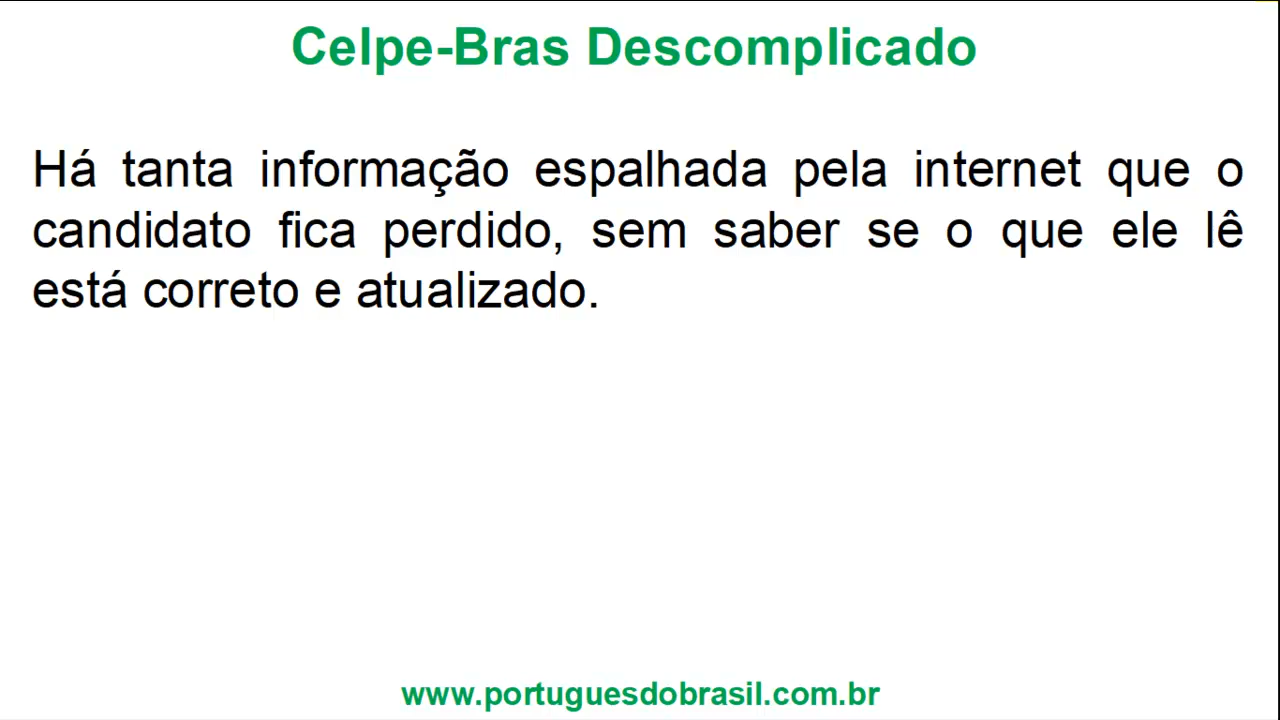 Celpe-Bras Descomplicado
Há tanta informação espalhada pela internet que o
candidato fica perdido, sem saber se o que ele lê
está correto e atualizado.
www.portuguesdobrasil.com.br